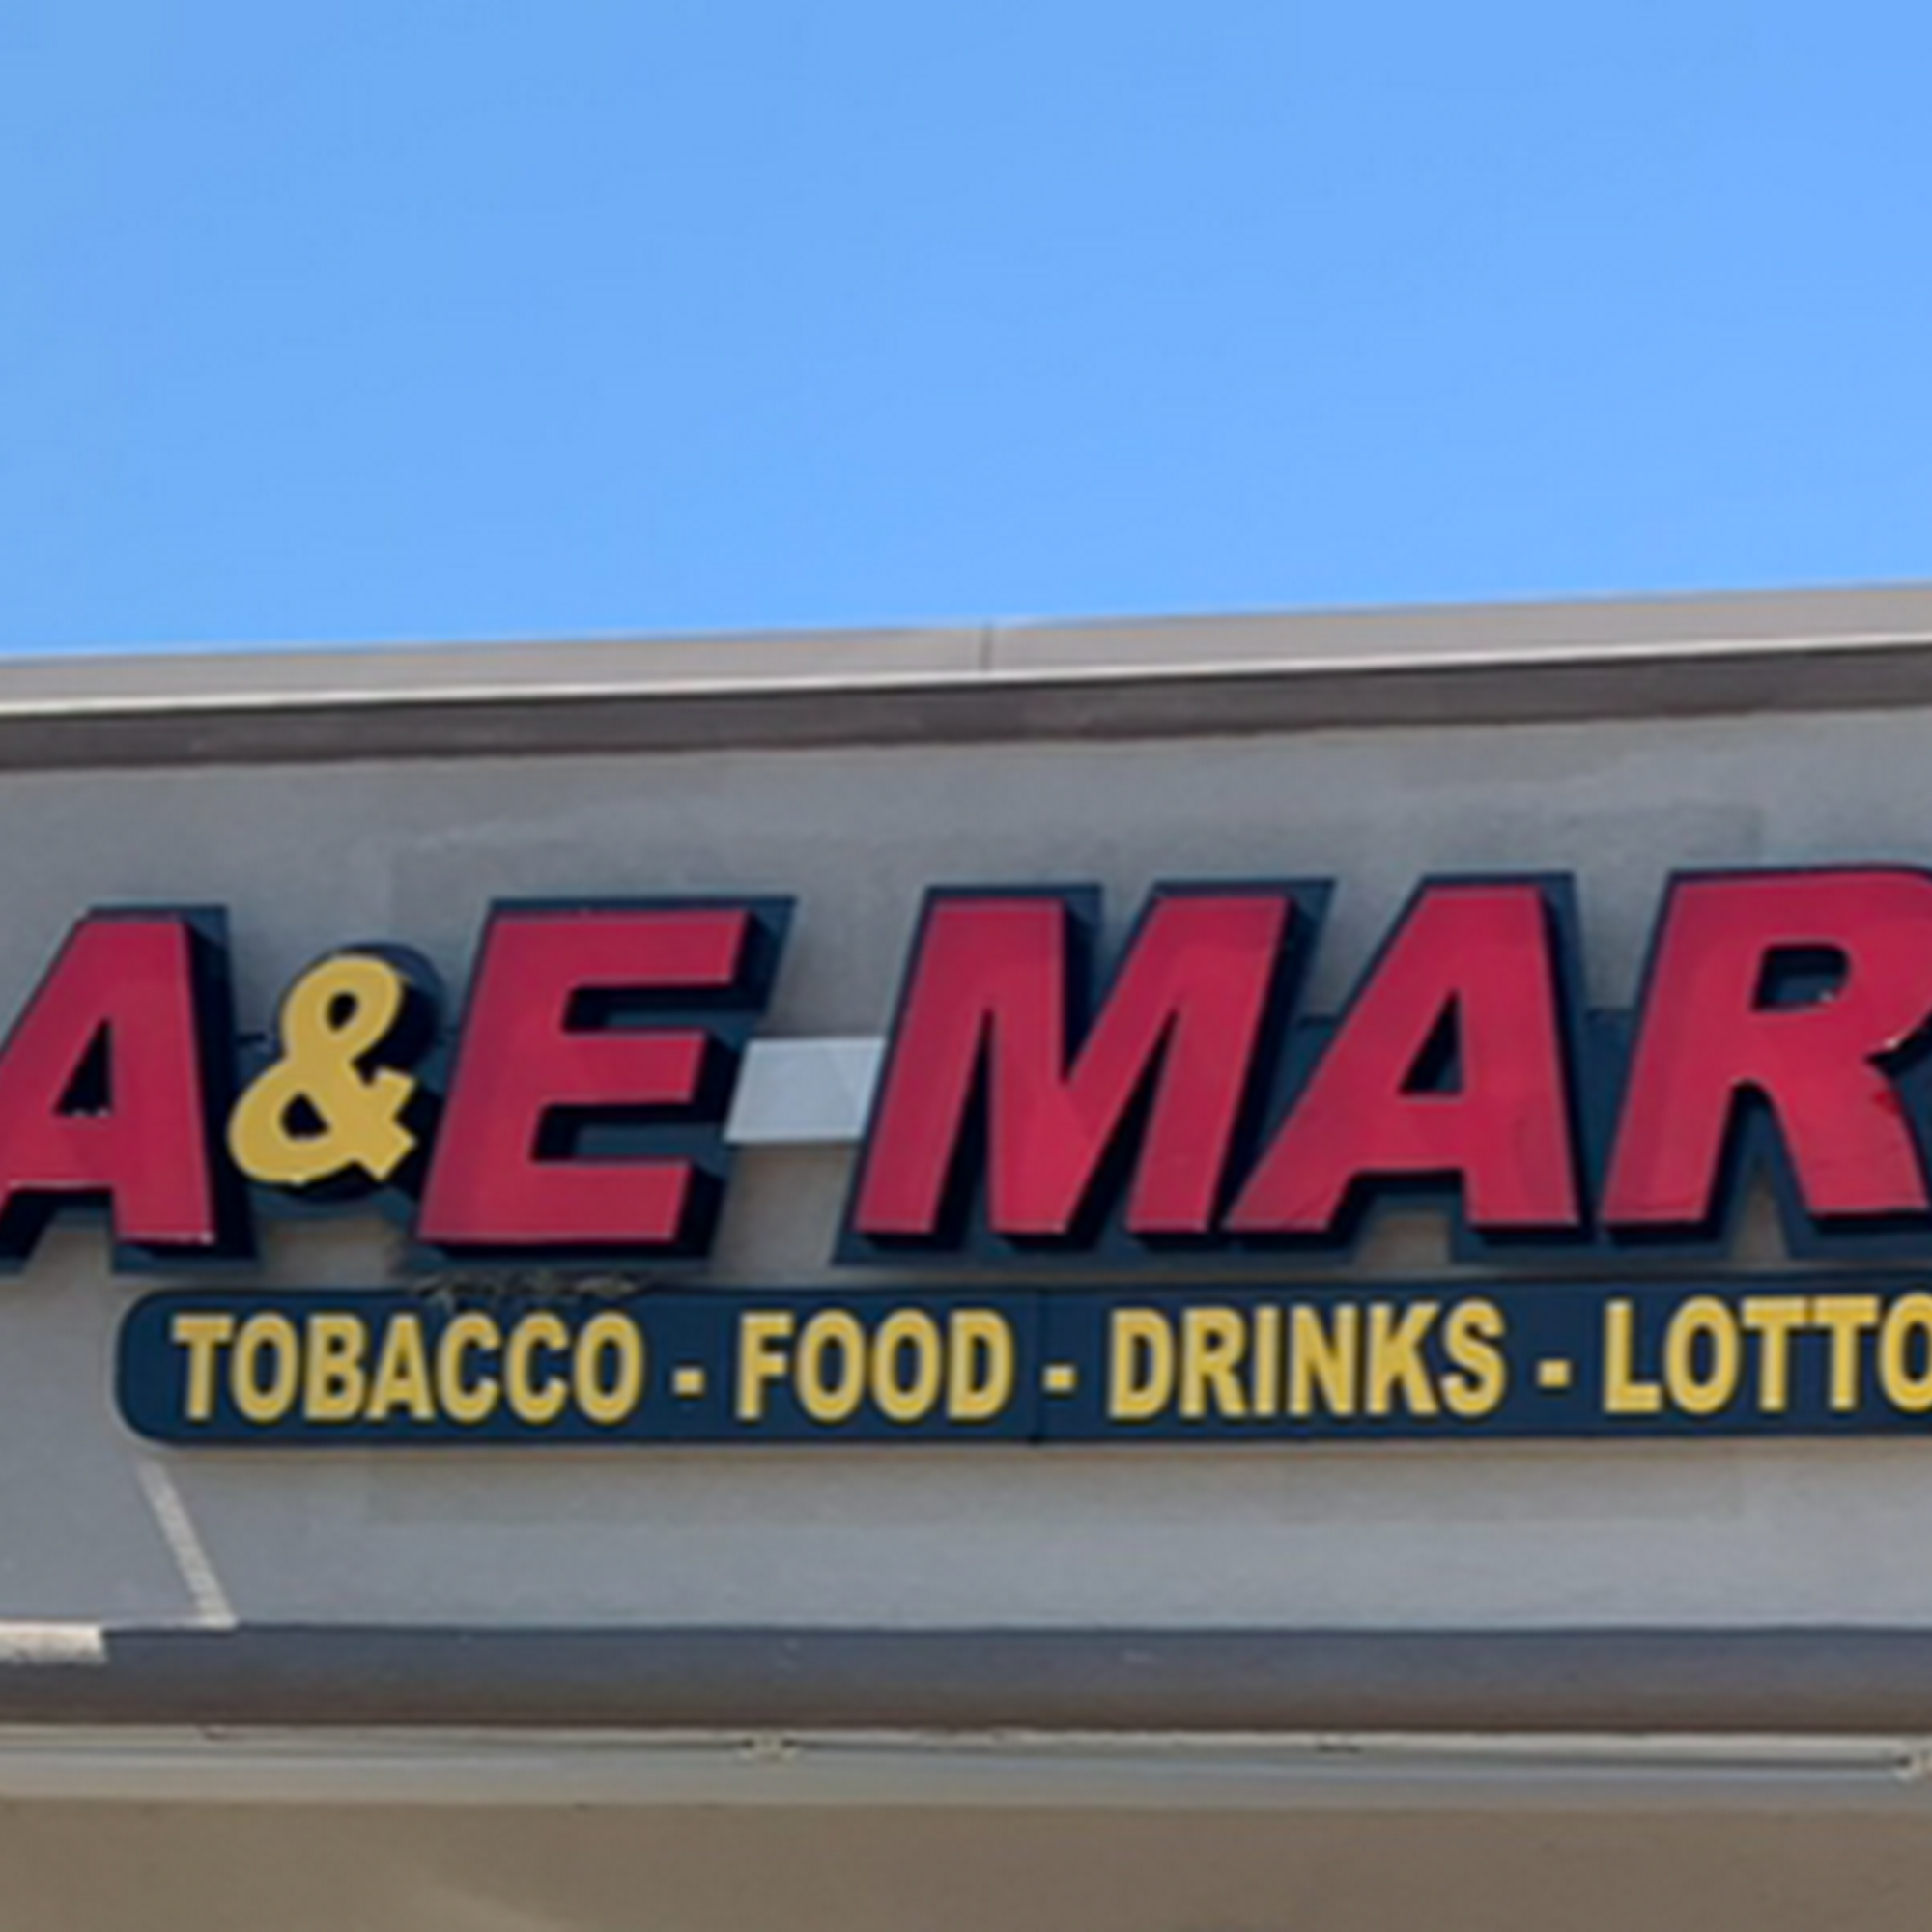 A&E MAR
TOBACCO - FOOD - DRINKS - LOTTO